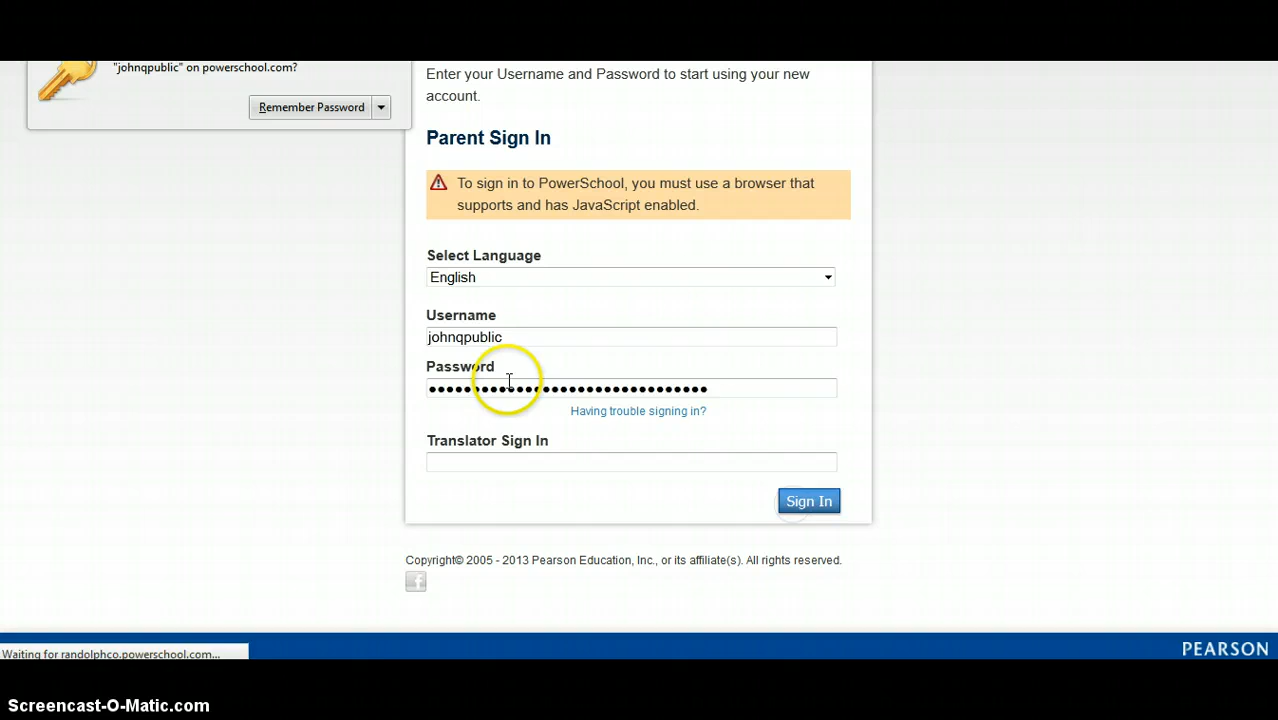 "johnqpublic" on powerschool.com?
Remember Password
Enter your Username and Password to start using your new
account.
Parent Sign In
To sign in to PowerSchool, you must use a browser that
supports and has JavaScript enabled.
Select Language
English
Username
johnqpublic
Password
Having trouble signing in?
Translator Sign In
Sign In
Copyright© 2005 - 2013 Pearson Education, Inc., or its affiliate(s). All rights reserved.
f
Waiting for randolphco.powerschool.com...
PEARSON
Screencast-O-Matic.com